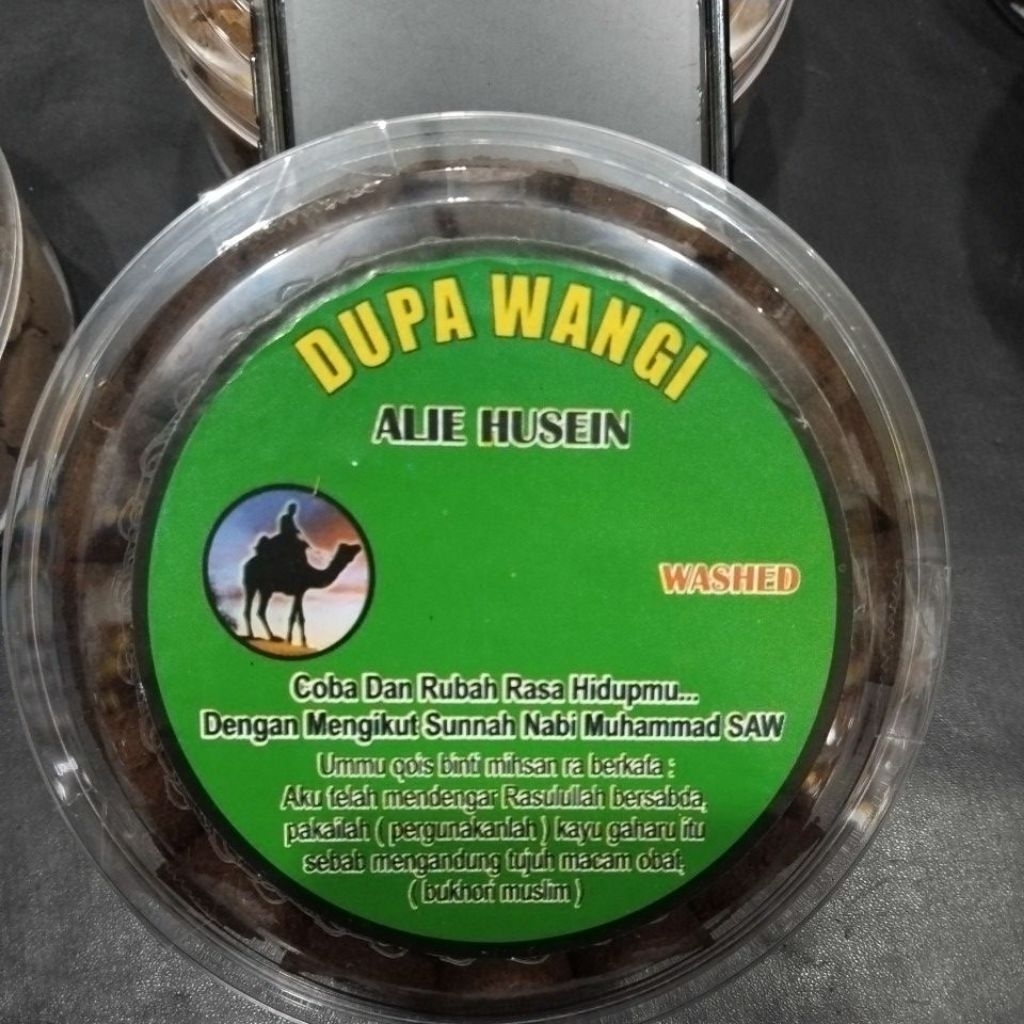 DUPA WANGI
ALIE HUSEIN
WASHED
Coba Dan Rubah Rasa Hidupmu...
Dengan Mengikut Sunnah Nabi Muhammad SAW
Ummu qois binti mihsan ra berkata :
Aku telah mendengar Rasulullah bersabda,
pakailah ( pergunakanlah ) kayu gaharu itu
sebab mengandung tujuh macam obat,
( bukhori muslim )